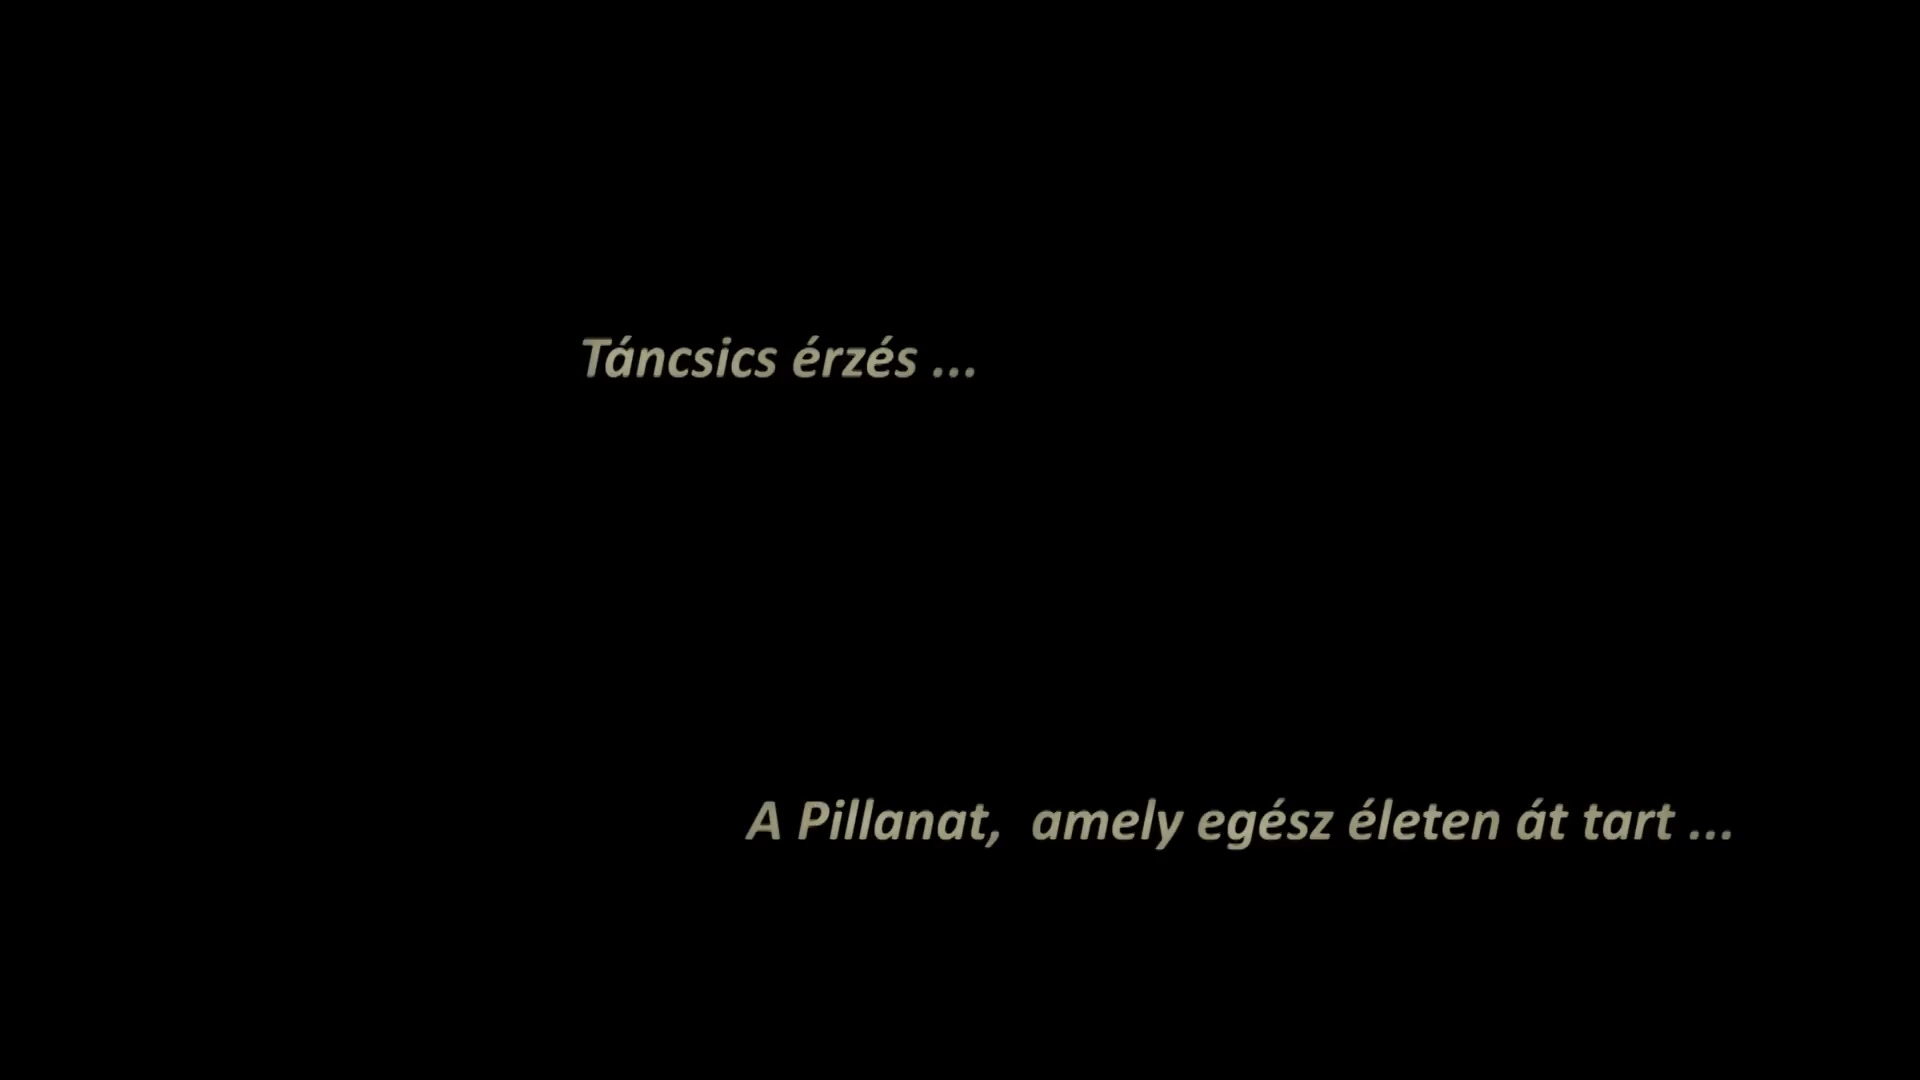 Táncsics érzés ...
A Pillanat,  amely egész életen át tart ...